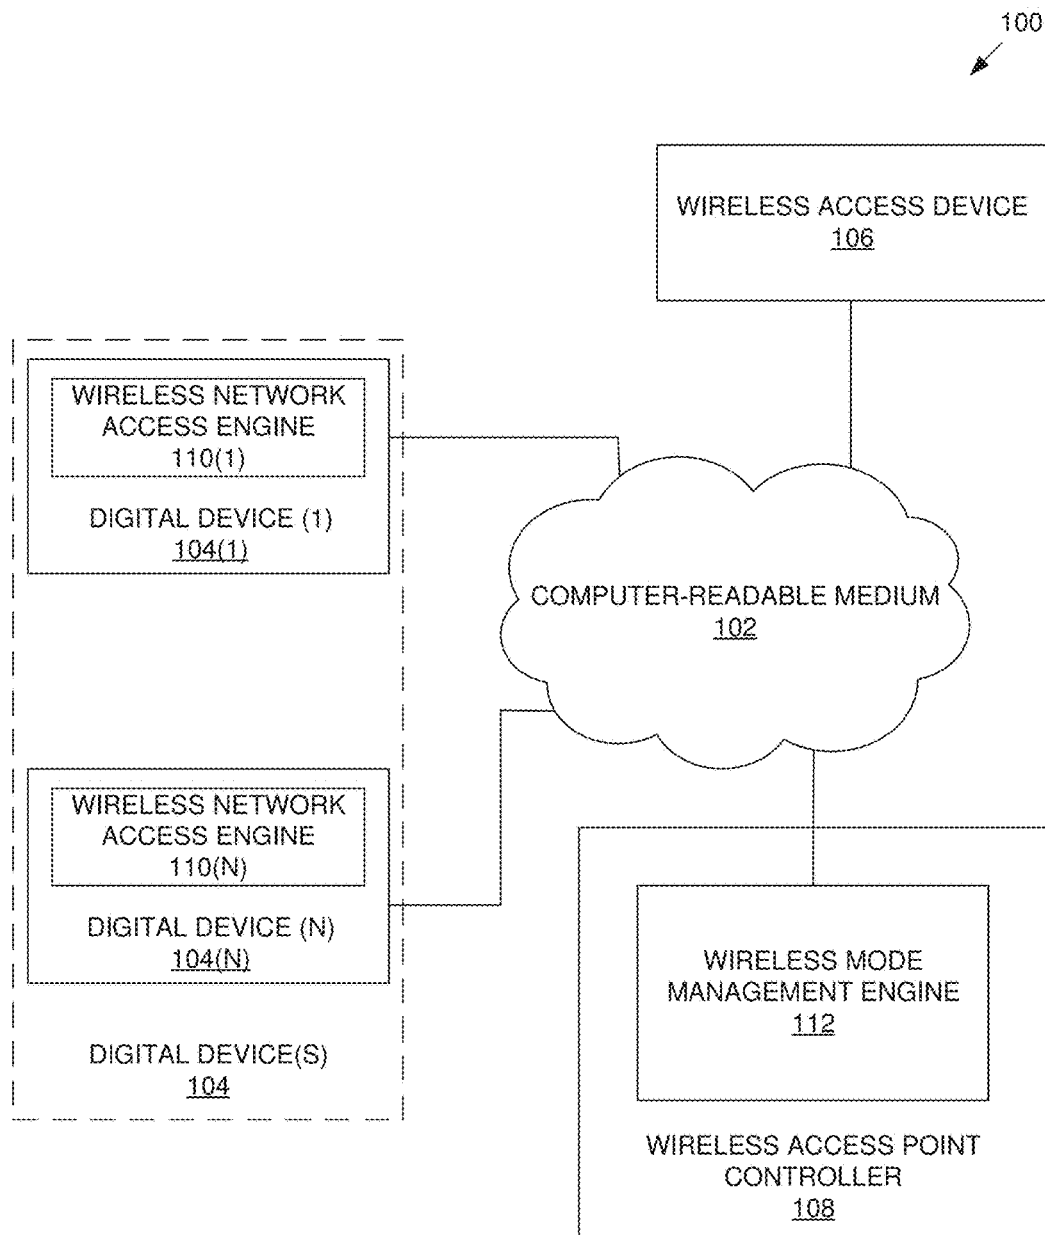 100
WIRELESS ACCESS DEVICE
106
WIRELESS NETWORK
ACCESS ENGINE
110(1)
DIGITAL DEVICE (1)
104(1)
COMPUTER-READABLE MEDIUM
102
WIRELESS NETWORK
ACCESS ENGINE
110(N)
DIGITAL DEVICE (N)
104(N)
DIGITAL DEVICE(S)
104
WIRELESS MODE
MANAGEMENT ENGINE
112
WIRELESS ACCESS POINT
CONTROLLER
108